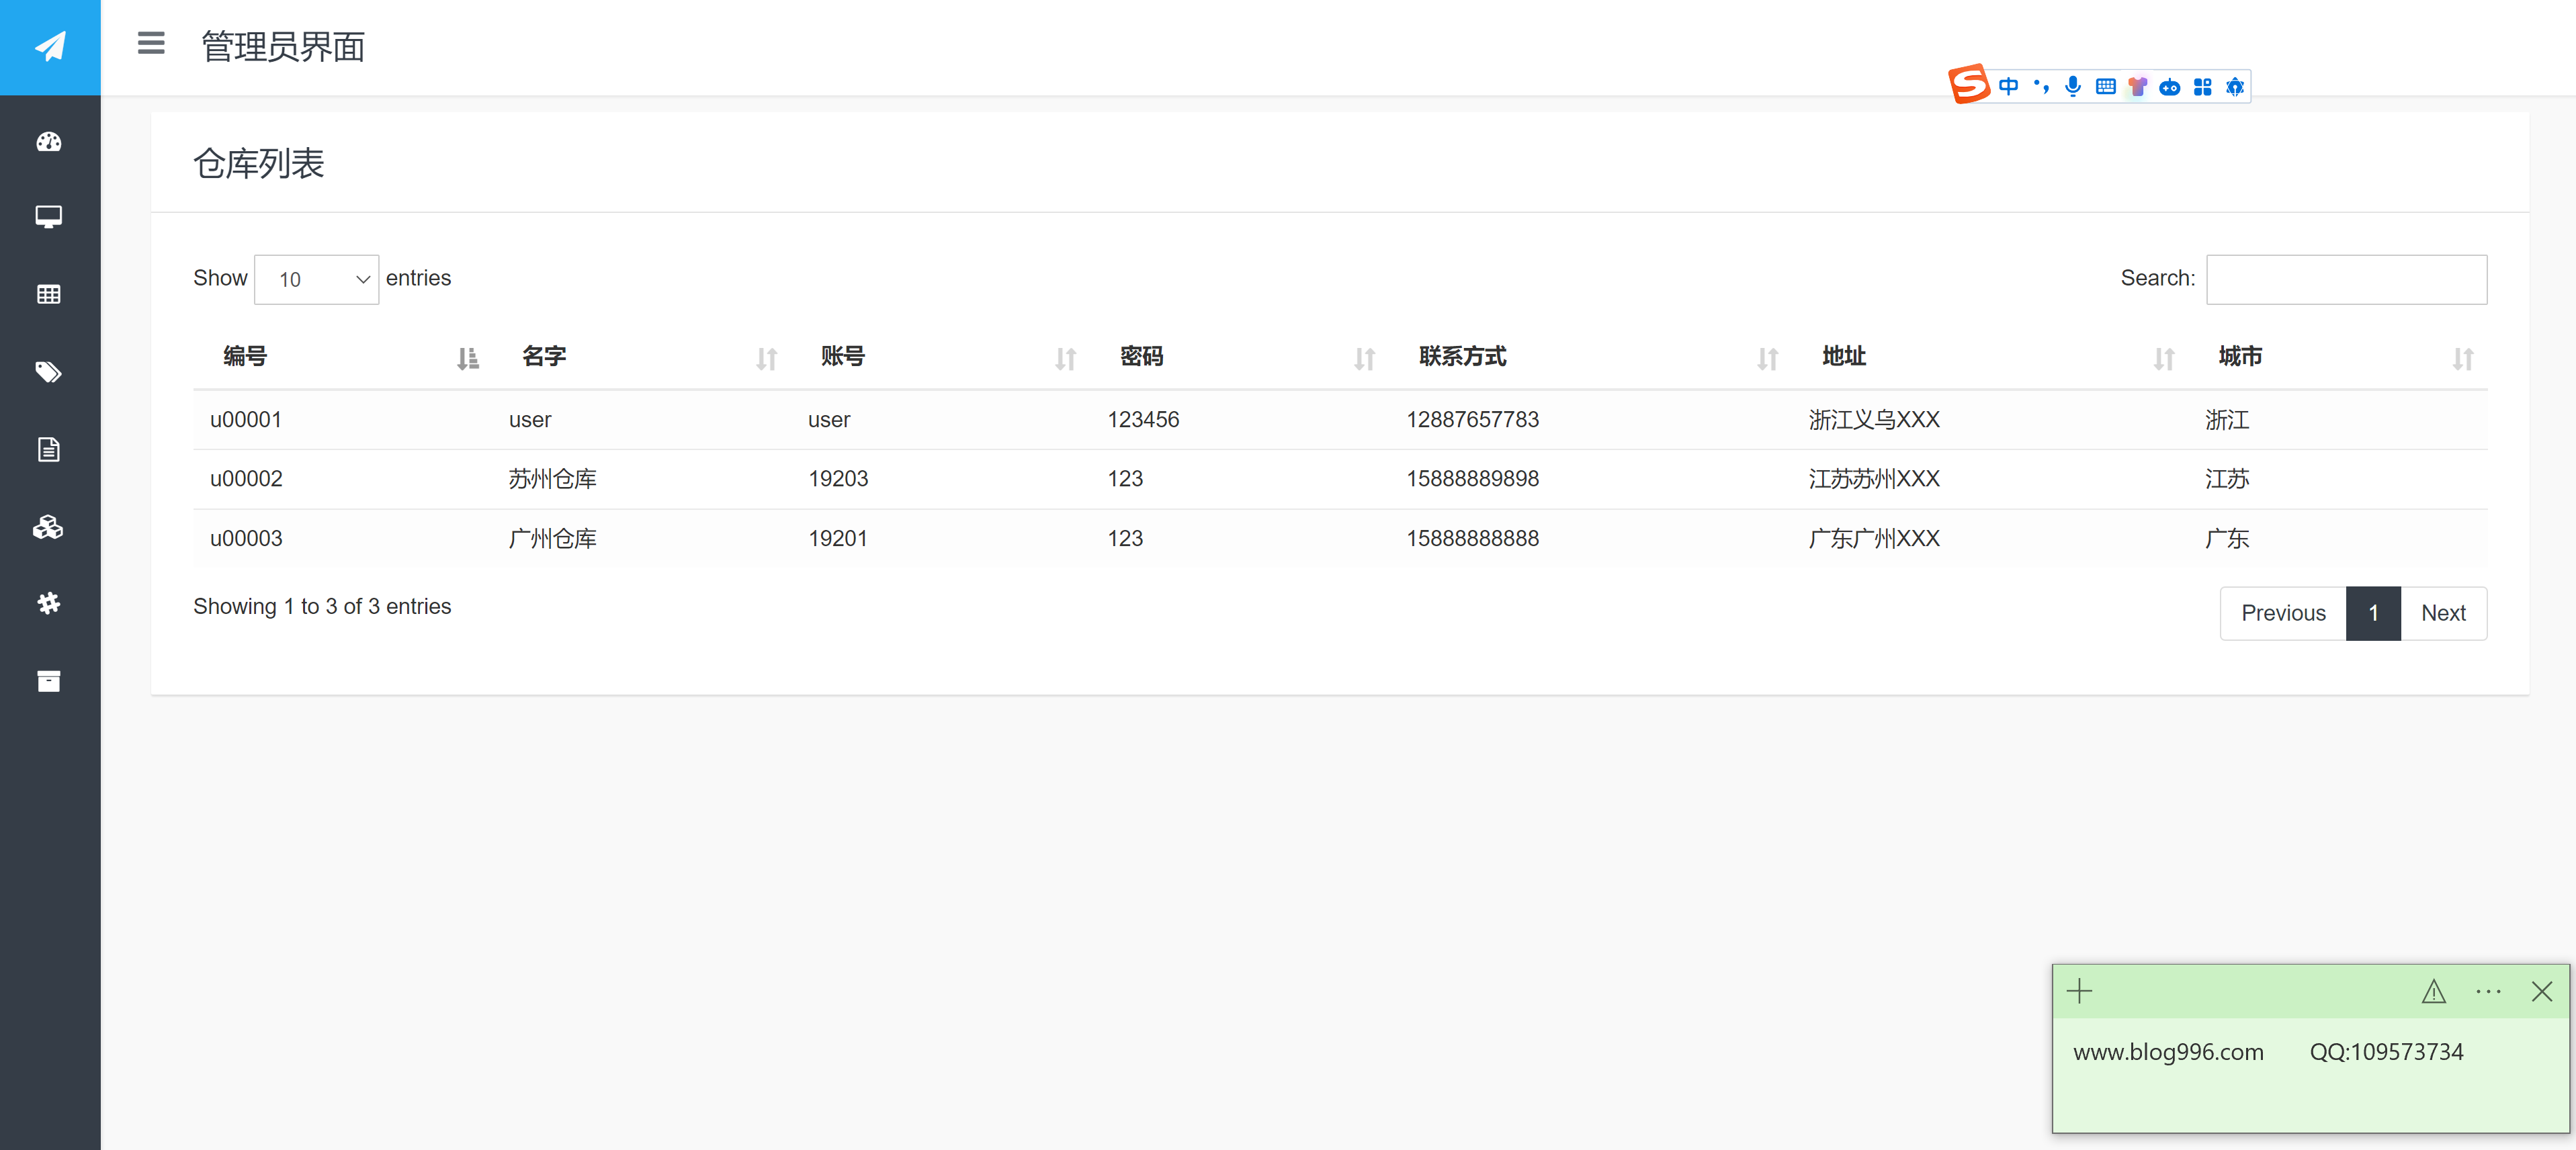 管理员界面
中
仓库列表
Show 10 entries
Search:
编号 名字 账号 密码 联系方式 地址 城市
u00001 user user 123456 12887657783 浙江义乌XXX 浙江
u00002 苏州仓库 19203 123 15888889898 江苏苏州XXX 江苏
u00003 广州仓库 19201 123 15888888888 广东广州XXX 广东
Showing 1 to 3 of 3 entries
Previous 1 Next
www.blog996.com QQ:109573734